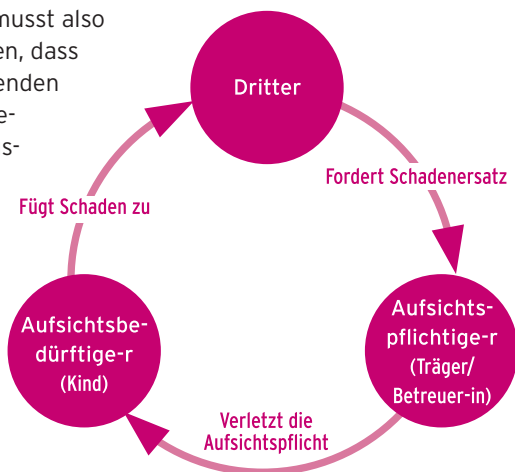 musst also
en, dass
enden
e-
s-
Dritter
Fordert Schadenersatz
Fügt Schaden zu
Aufsichts-
pflichtige-r
(Träger/
Betreuer-in)
Aufsichtsbe-
dürftige-r
(Kind)
Verletzt die
Aufsichtspflicht